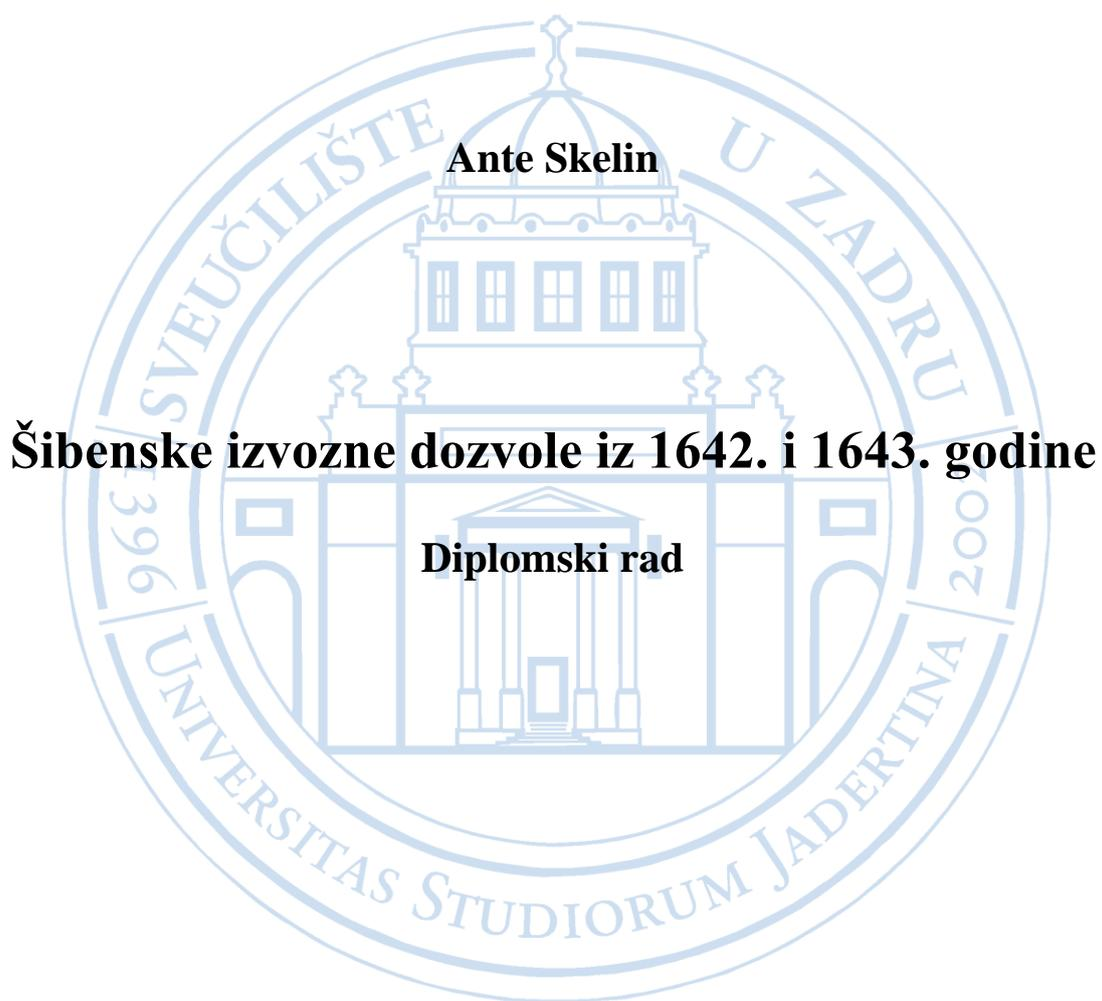 Ante Skelin
Šibenske izvozne dozvole iz 1642. i 1643. godine
Diplomski rad
SVEUČILIŠTE U ZADRU
1396
2002
UNIVERSITAS STUDIORUM JADERTINA